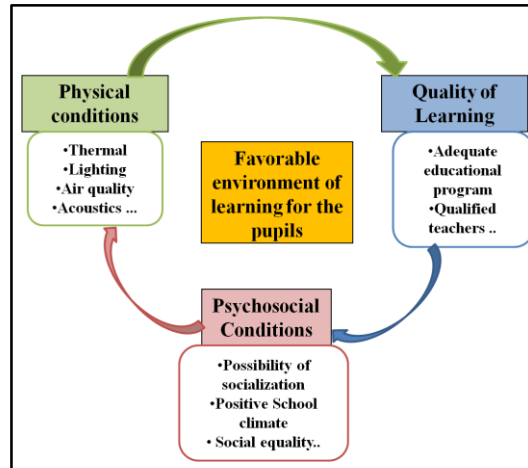 Physical
conditions
•Thermal
•Lighting
•Air quality
•Acoustics ...
Quality of
Learning
•Adequate
educational
program
•Qualified
teachers ..
Favorable
environment of
learning for the
pupils
Psychosocial
Conditions
•Possibility of
socialization
•Positive School
climate
• Social equality..